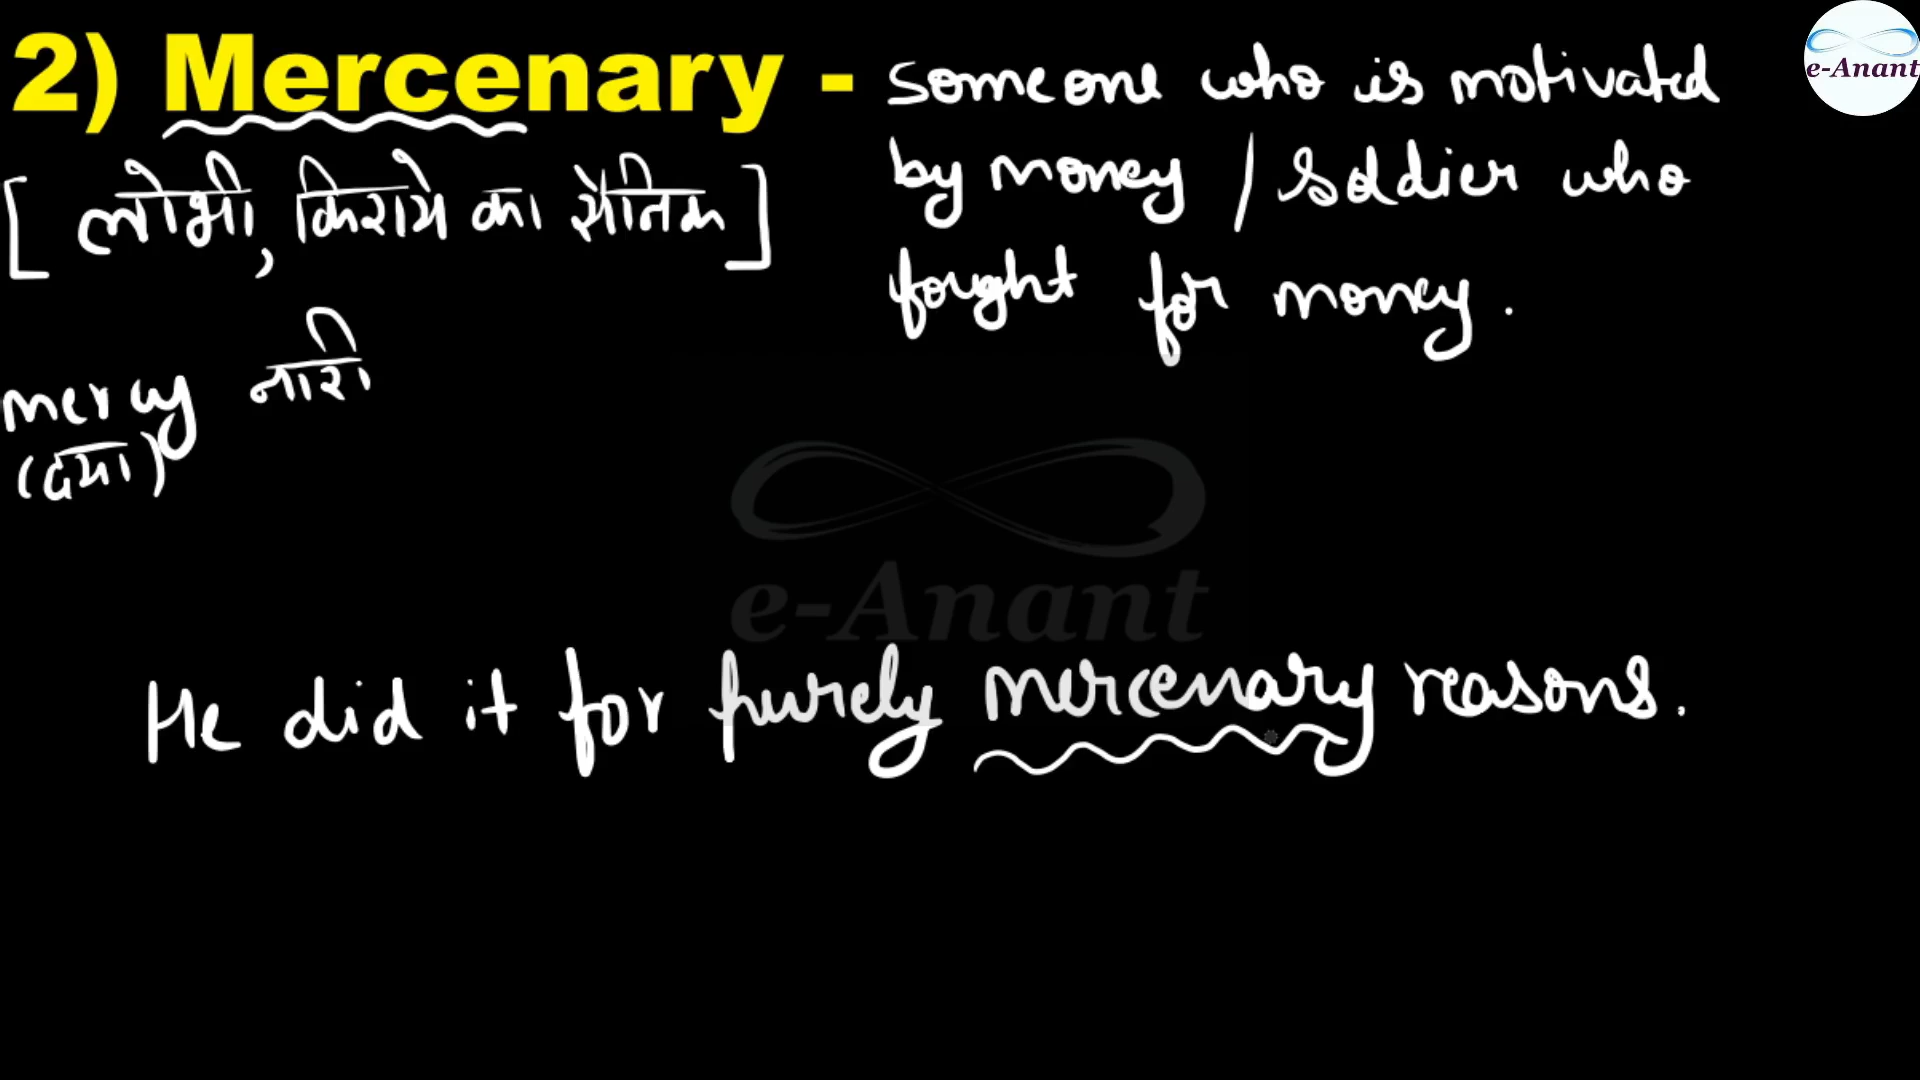 2) Mercenary - someone who is motivated
by money / Soldier who
fought for money.
[लोभी, किराये का सैनिक]
mercy नारी
(दया)
He did it for purely mercenary reasons.
e-Anant
e-Anant